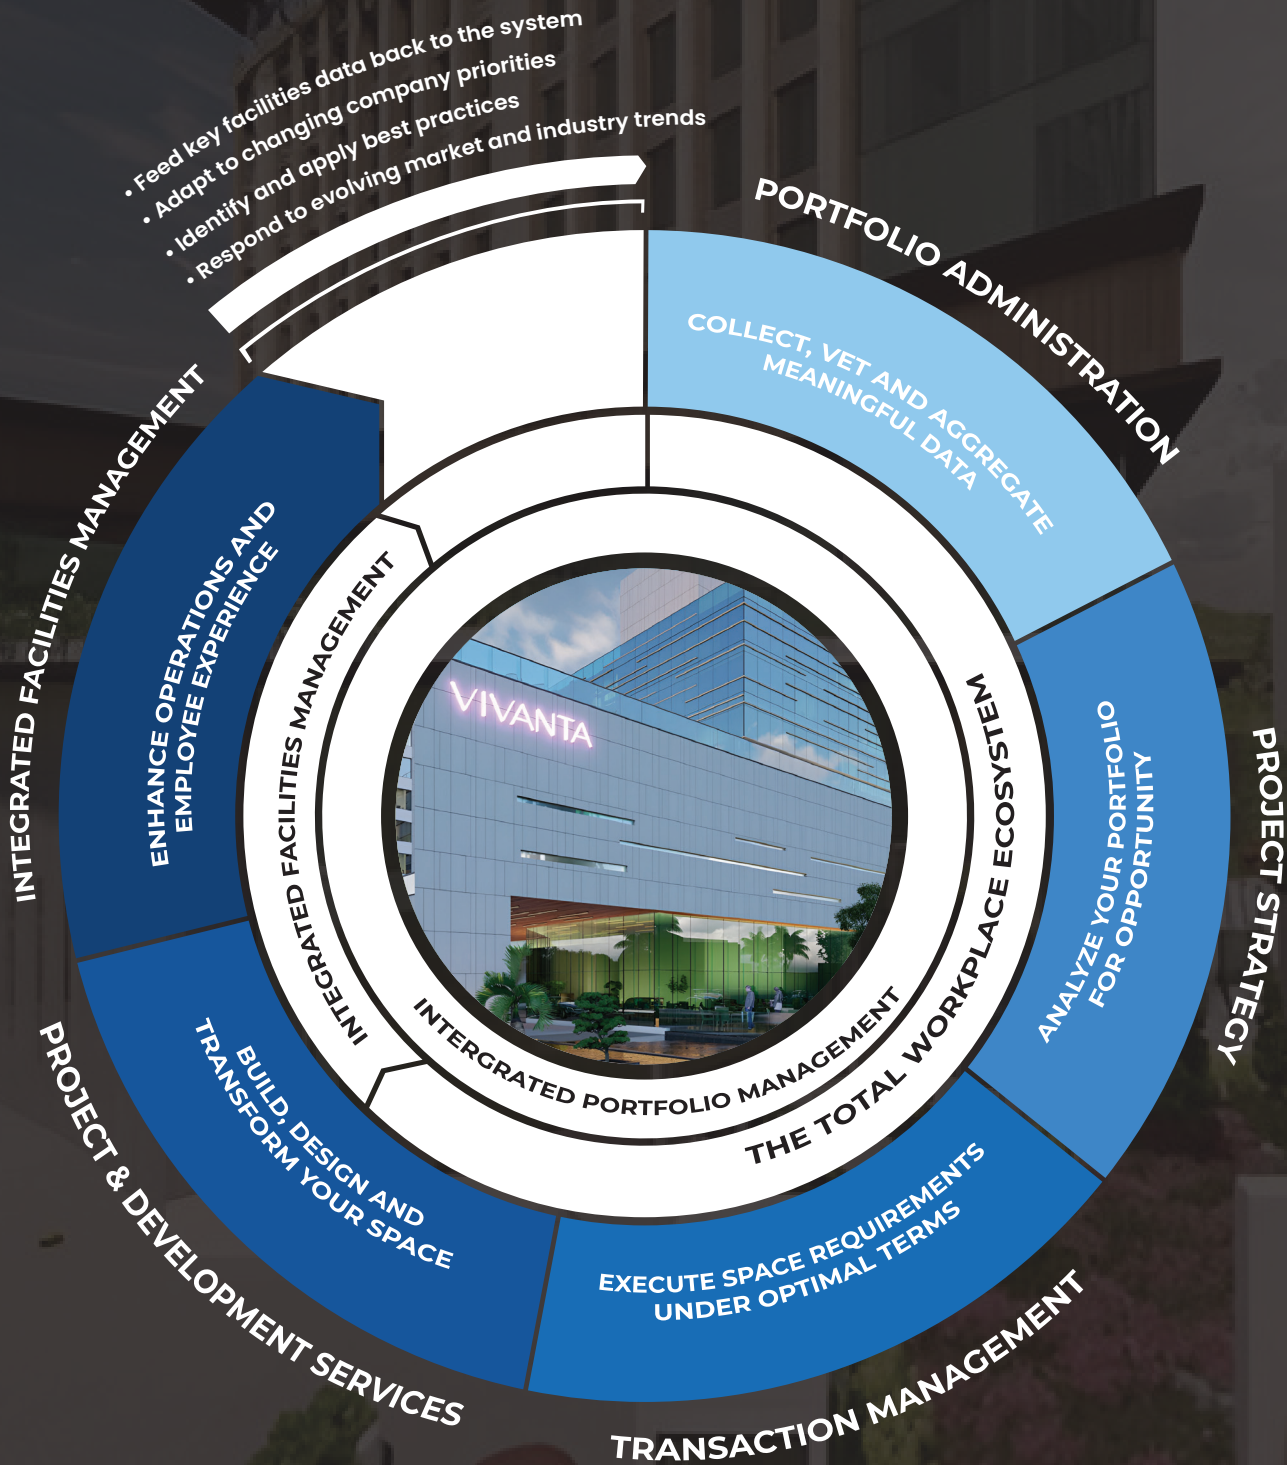 • Feed key facilities data back to the system
• Adapt to changing company priorities
• Identify and apply best practices
• Respond to evolving market and industry trends
PORTFOLIO ADMINISTRATION
COLLECT, VET AND AGGREGATE
MEANINGFUL DATA
PROJECT STRATEGY
ANALYZE YOUR PORTFOLIO
FOR OPPORTUNITY
TRANSACTION MANAGEMENT
EXECUTE SPACE REQUIREMENTS
UNDER OPTIMAL TERMS
PROJECT & DEVELOPMENT SERVICES
BUILD, DESIGN AND
TRANSFORM YOUR SPACE
INTEGRATED FACILITIES MANAGEMENT
ENHANCE OPERATIONS AND
EMPLOYEE EXPERIENCE
INTEGRATED FACILITIES MANAGEMENT
THE TOTAL WORKPLACE ECOSYSTEM
INTERGRATED PORTFOLIO MANAGEMENT
VIVANTA